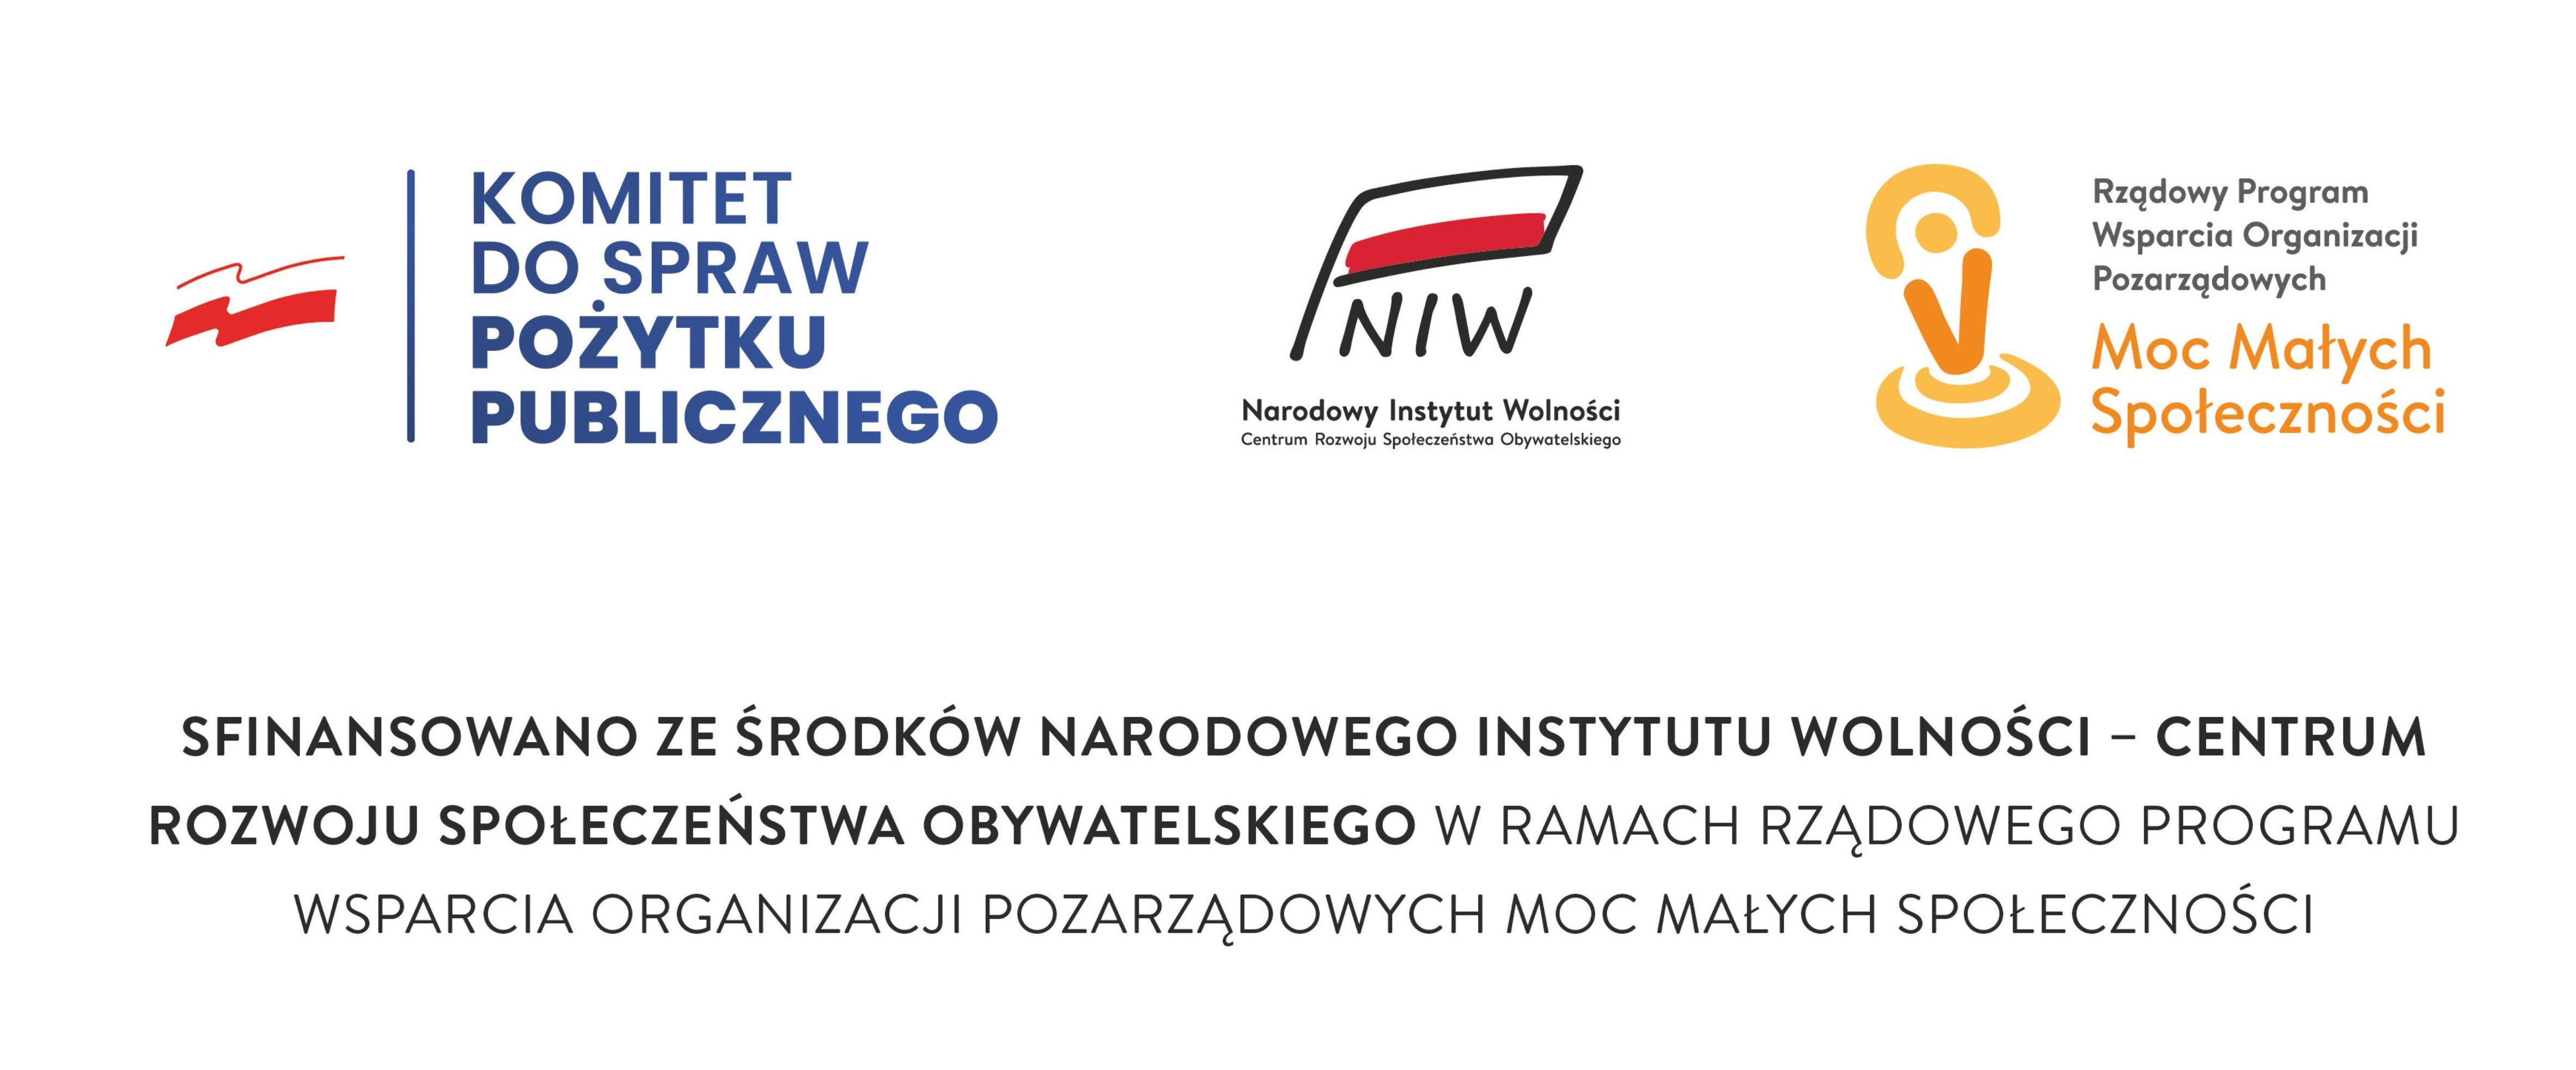 KOMITET
DO SPRAW
POŻYTKU
PUBLICZNEGO
NIW
Narodowy Instytut Wolności
Centrum Rozwoju Społeczeństwa Obywatelskiego
Rządowy Program
Wsparcia Organizacji
Pozarządowych
Moc Małych
Społeczności
SFINANSOWANO ZE ŚRODKÓW NARODOWEGO INSTYTUTU WOLNOŚCI – CENTRUM
ROZWOJU SPOŁECZEŃSTWA OBYWATELSKIEGO W RAMACH RZĄDOWEGO PROGRAMU
WSPARCIA ORGANIZACJI POZARZĄDOWYCH MOC MAŁYCH SPOŁECZNOŚCI